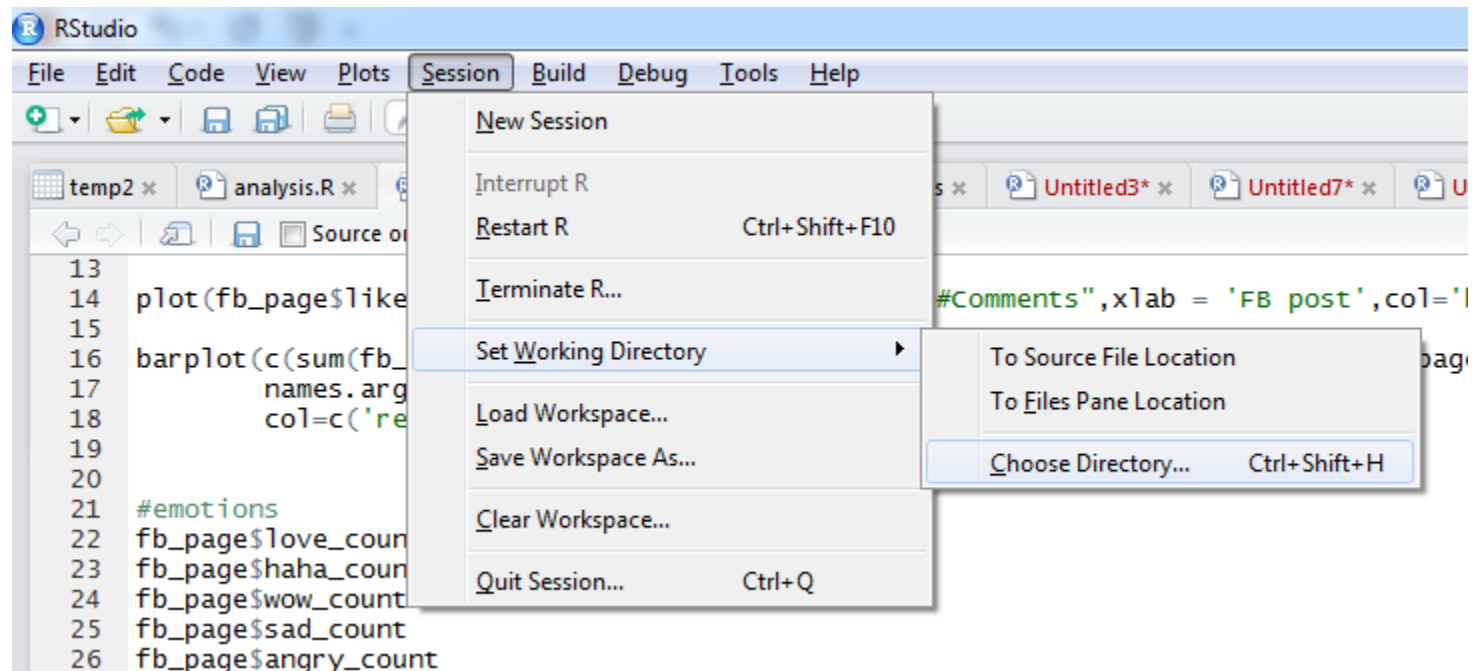 RStudio
File Edit Code View Plots Session Build Debug Tools Help
New Session
temp2 analysis.R s Untitled3* Untitled7* U
Interrupt R
Source o
Restart R Ctrl+Shift+F10
13
14 plot(fb_page$like #Comments",xlab = 'FB post',col='
Terminate R...
15
16 barplot(c(sum(fb_ page
Set Working Directory To Source File Location
17 names.arg
To Files Pane Location
18 col=c('re
Load Workspace...
19
Save Workspace As... Choose Directory... Ctrl+Shift+H
20
21 #emotions
Clear Workspace...
22 fb_page$love_coun
23 fb_page$haha_coun
Quit Session... Ctrl+Q
24 fb_page$wow_count
25 fb_page$sad_count
26 fb_page$angry_count